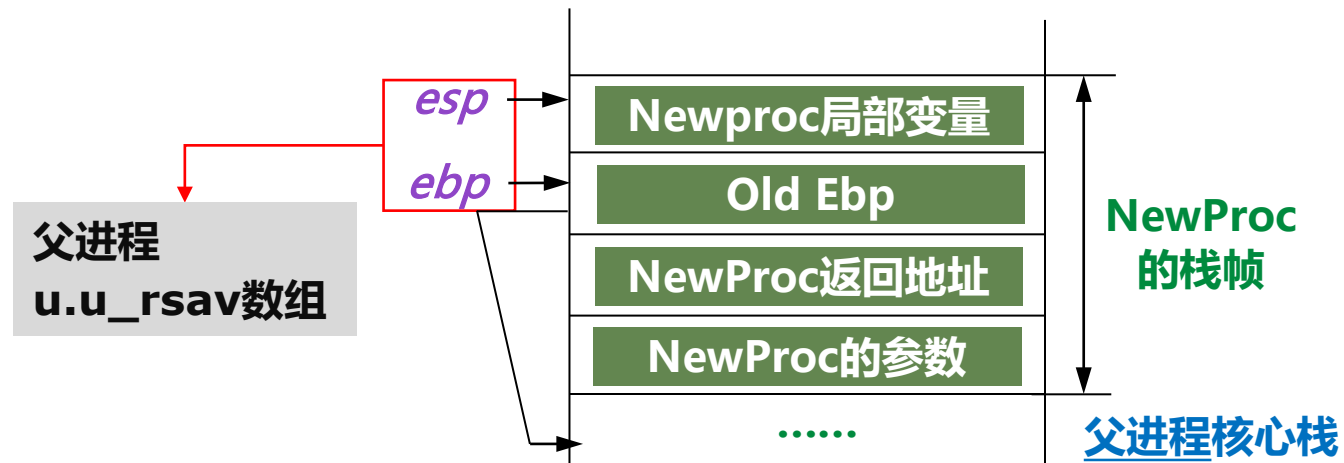 esp
Newproc局部变量
ebp
Old Ebp
父进程
u.u_rsav数组
NewProc返回地址
NewProc的参数
NewProc
的栈帧
......
父进程核心栈